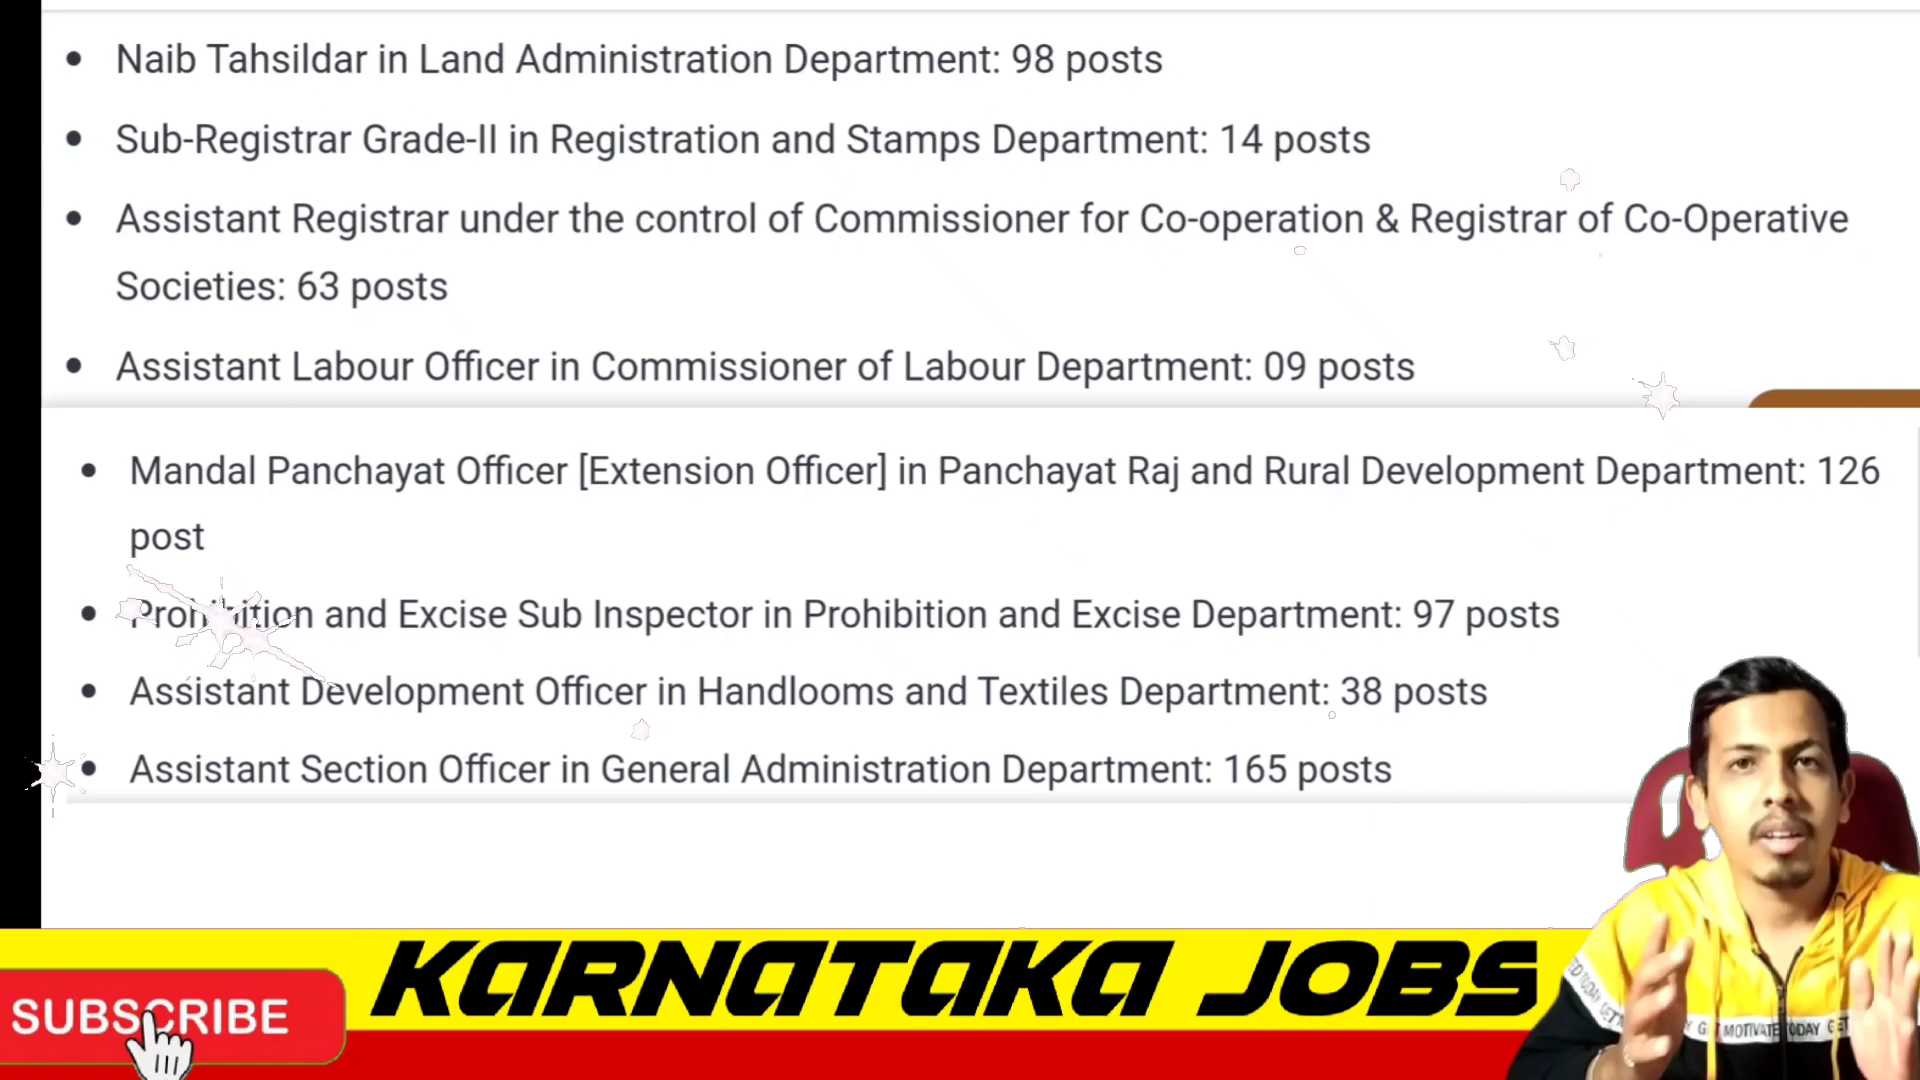 • Naib Tahsildar in Land Administration Department: 98 posts
• Sub-Registrar Grade-II in Registration and Stamps Department: 14 posts
• Assistant Registrar under the control of Commissioner for Co-operation & Registrar of Co-Operative
Societies: 63 posts
• Assistant Labour Officer in Commissioner of Labour Department: 09 posts
• Mandal Panchayat Officer [Extension Officer] in Panchayat Raj and Rural Development Department: 126
post
• Prohibition and Excise Sub Inspector in Prohibition and Excise Department: 97 posts
• Assistant Development Officer in Handlooms and Textiles Department: 38 posts
• Assistant Section Officer in General Administration Department: 165 posts
KARNATAKA JOBS
SUBSCRIBE
MOTIVATE TODAY GET